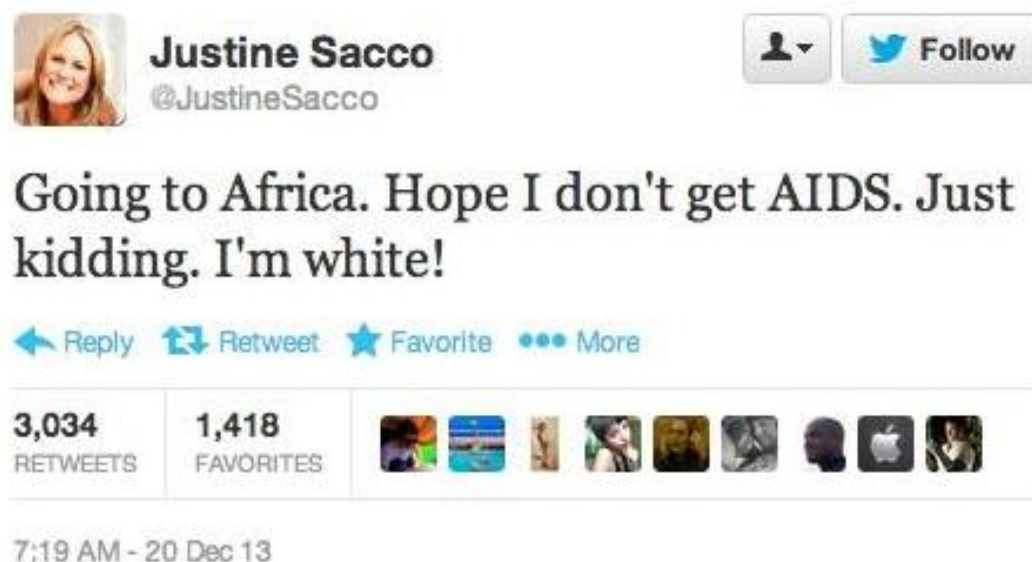 Justine Sacco
@JustineSacco
Follow
Going to Africa. Hope I don't get AIDS. Just
kidding. I'm white!
Reply Retweet Favorite More
3,034 1,418
RETWEETS FAVORITES
7:19 AM - 20 Dec 13